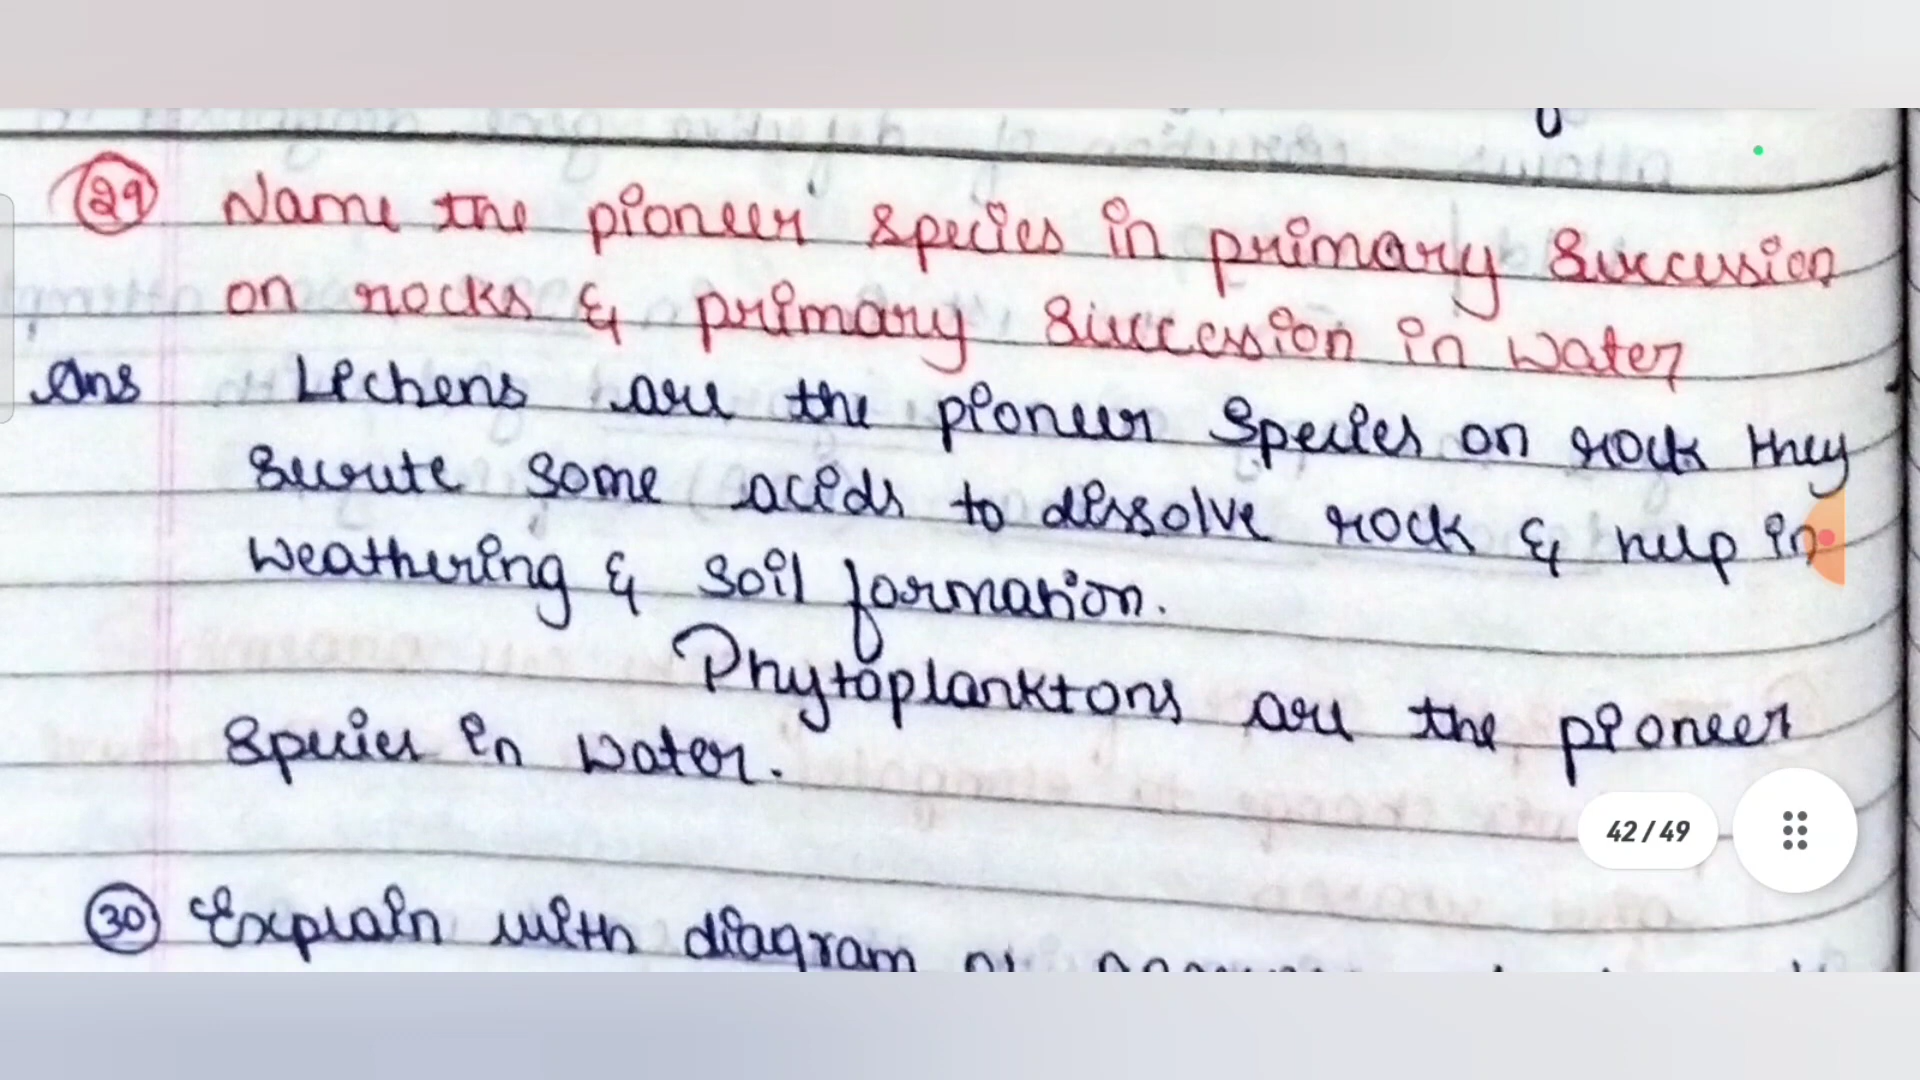 29 Name the pioneer species in primary succession
on rocks & primary succession in water
Ans Lichens are the pioneer species on rock they
secrete some acids to dissolve rock & help in
weathering & soil formation.
Phytoplanktons are the pioneer
species in water.
42/49
30 Explain with diagram